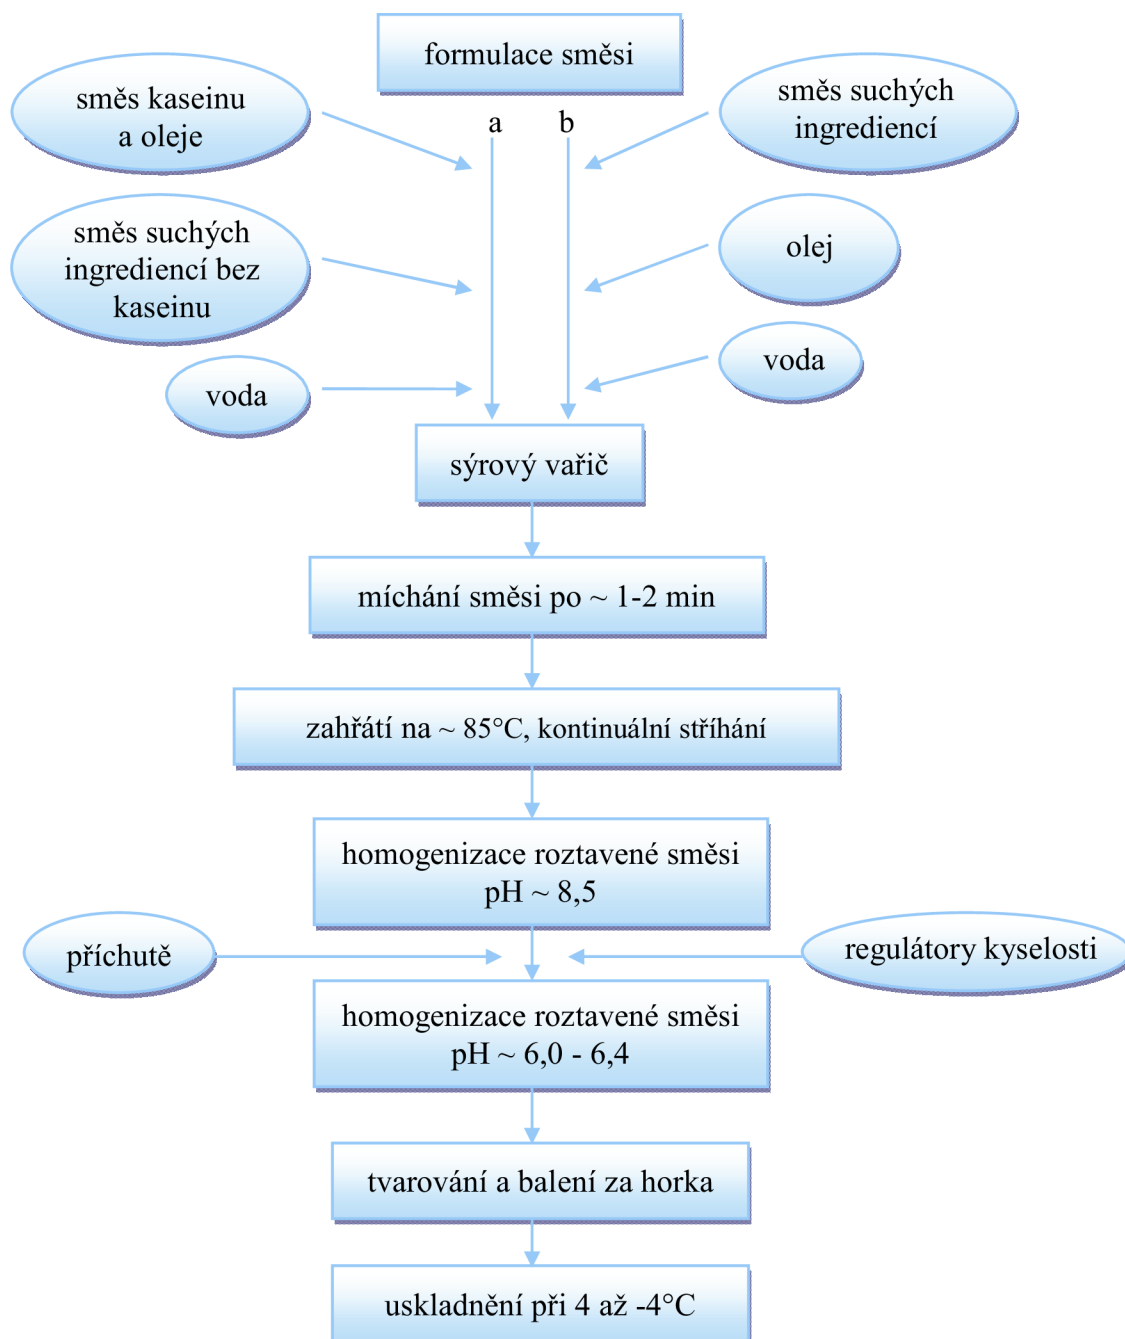 formulace směsi
směs kaseinu
a oleje
a
b
směs suchých
ingrediencí
směs suchých
ingrediencí bez
kaseinu
olej
voda
voda
sýrový vařič
míchání směsi po ~ 1-2 min
zahřátí na ~ 85°C, kontinuální stříhání
homogenizace roztavené směsi
pH ~ 8,5
příchutě
regulátory kyselosti
homogenizace roztavené směsi
pH ~ 6,0 - 6,4
tvarování a balení za horka
uskladnění při 4 až -4°C